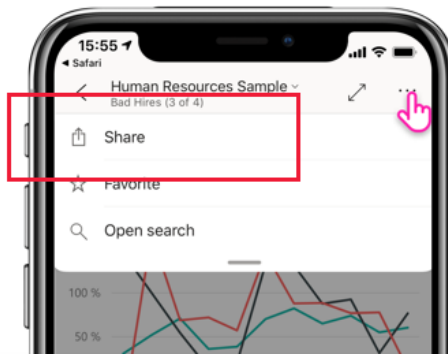 15:55
Safari
Human Resources Sample
Bad Hires (3 of 4)
Share
Favorite
Open search
100 %
50 %